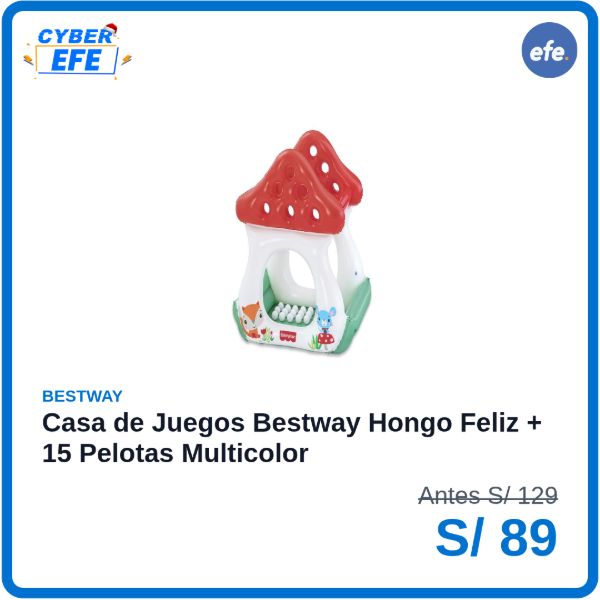 CYBER
EFE
efe.
BESTWAY
Casa de Juegos Bestway Hongo Feliz +
15 Pelotas Multicolor
Antes S/ 129
S/ 89